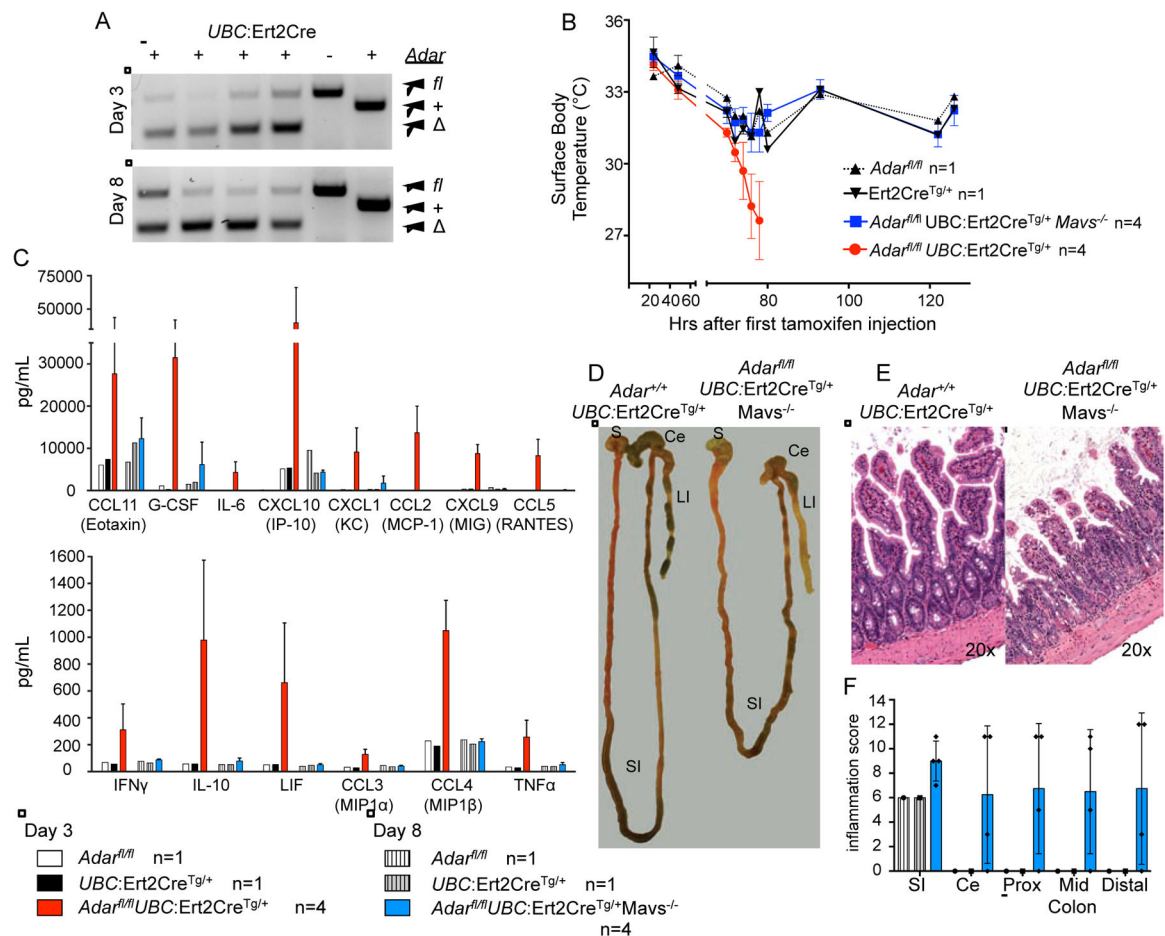 A
UBC:Ert2Cre
- + + + + - + Adar
Day 3
fl
+
Δ
Day 8
fl
+
Δ
B
Surface Body
Temperature (°C)
36
33
30
27
20 40 60 80 100 120
Hrs after first tamoxifen injection
Adarfl/fl n=1
Ert2CreTg/+ n=1
Adarfl/fl UBC:Ert2CreTg/+ Mavs-/- n=4
Adarfl/fl UBC:Ert2CreTg/+ n=4
C
pg/mL
75000
50000
30000
20000
10000
0
CCL11 G-CSF IL-6 CXCL10 CXCL1 CCL2 CXCL9 CCL5
(Eotaxin) (IP-10) (KC) (MCP-1) (MIG) (RANTES)
pg/mL
1600
1400
1200
1000
800
600
400
200
0
IFNγ IL-10 LIF CCL3 CCL4 TNFα
(MIP1α) (MIP1β)
Day 3
Adarfl/fl n=1
UBC:Ert2CreTg/+ n=1
Adarfl/flUBC:Ert2CreTg/+ n=4
Day 8
Adarfl/fl n=1
UBC:Ert2CreTg/+ n=1
Adarfl/flUBC:Ert2CreTg/+Mavs-/-
n=4
D
Adar+/+
UBC:Ert2CreTg/+
Adarfl/fl
UBC:Ert2CreTg/+
Mavs-/-
S
Ce
LI
SI
S
Ce
LI
SI
E
Adar+/+
UBC:Ert2CreTg/+
Adarfl/fl
UBC:Ert2CreTg/+
Mavs-/-
20x
20x
F
inflammation score
14
12
10
8
6
4
2
0
SI Ce Prox Mid Distal
Colon